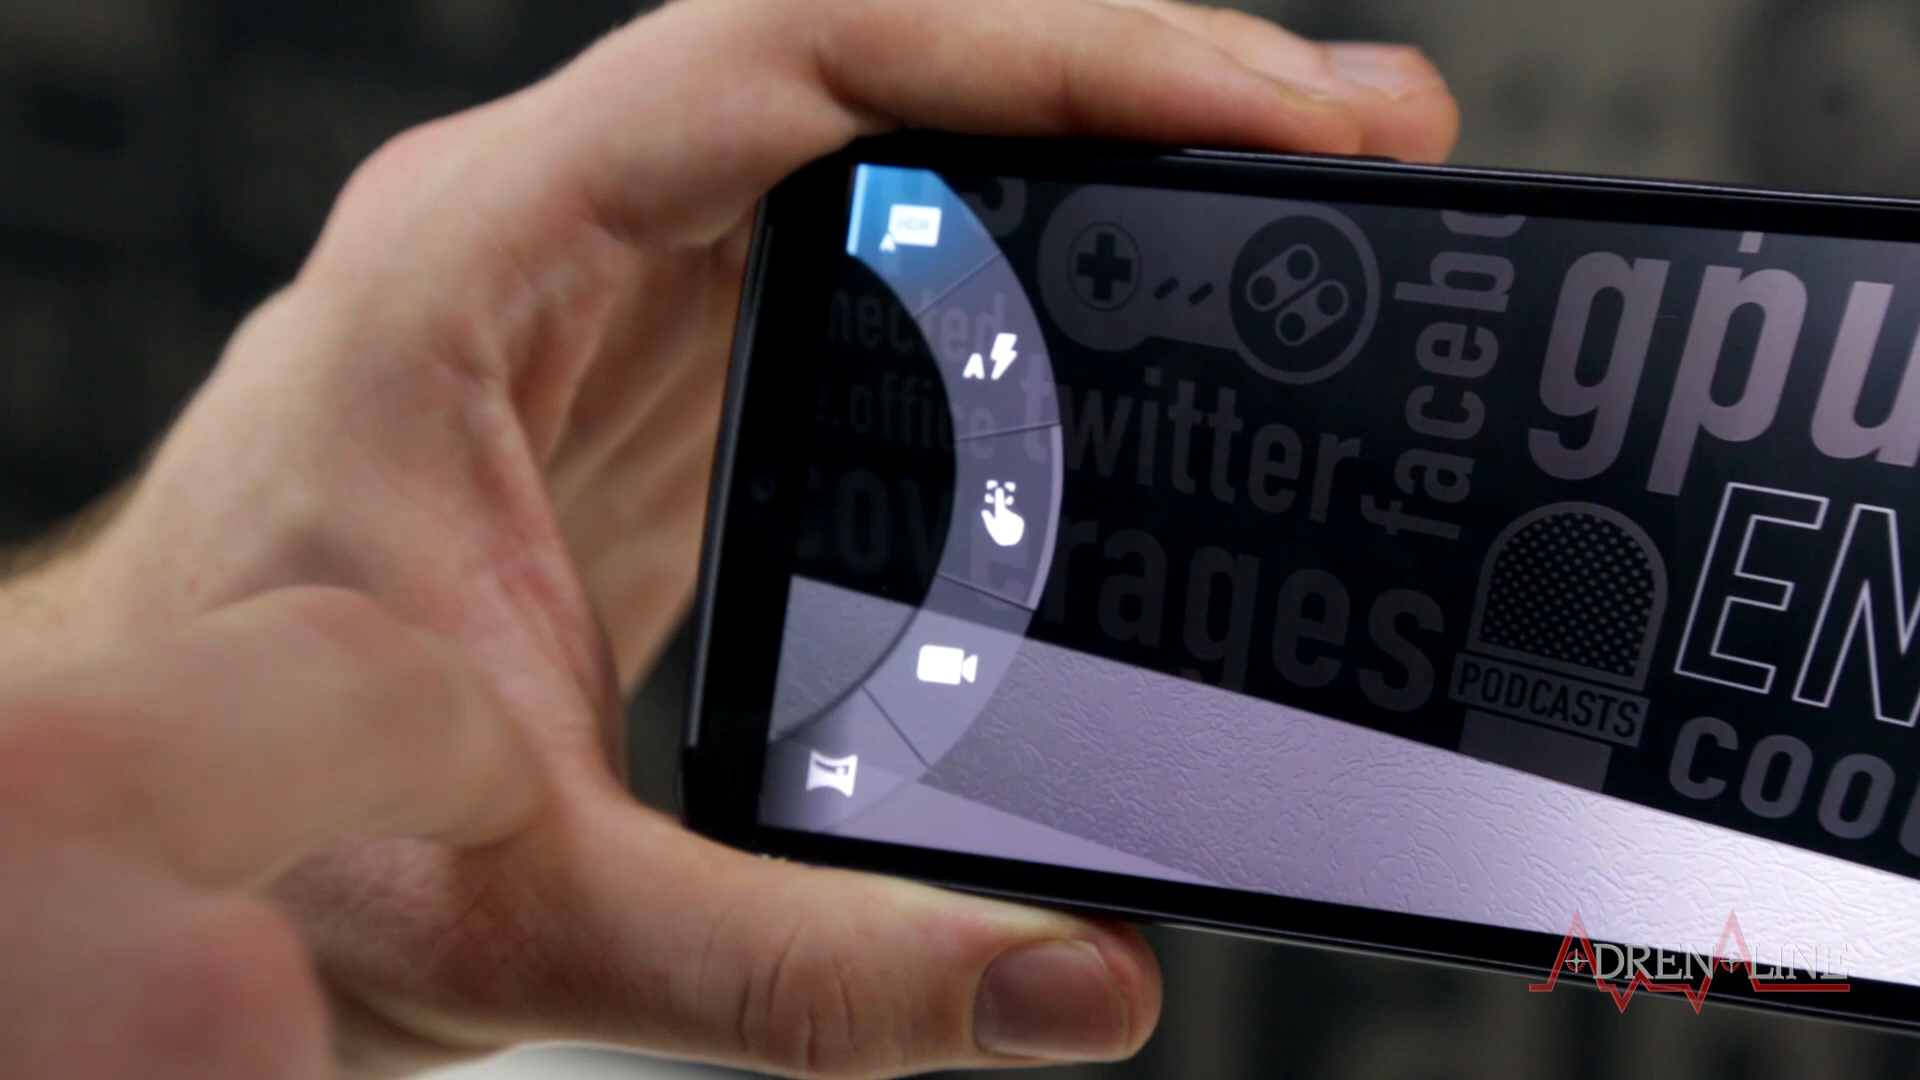 HDR
A
A
nected
office
twitter
coverages
facebo
gpu
PODCASTS
EN
coo
ADRENALINE